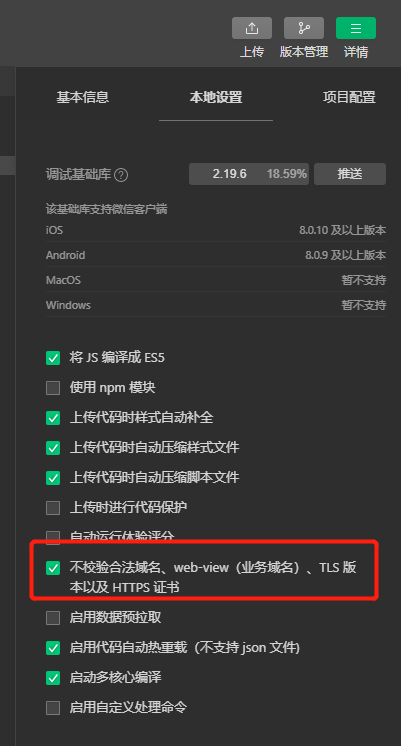 上传 版本管理 详情
基本信息 本地设置 项目配置
调试基础库 ? 2.19.6 18.59% 推送
该基础库支持微信客户端
iOS 8.0.10 及以上版本
Android 8.0.9 及以上版本
MacOS 暂不支持
Windows 暂不支持
将 JS 编译成 ES5
使用 npm 模块
上传代码时样式自动补全
上传代码时自动压缩样式文件
上传代码时自动压缩脚本文件
上传时进行代码保护
自动运行体验评分
不校验合法域名、web-view（业务域名）、TLS 版
本以及 HTTPS 证书
启用数据预拉取
启用代码自动热重载（不支持 json 文件)
启动多核心编译
启用自定义处理命令